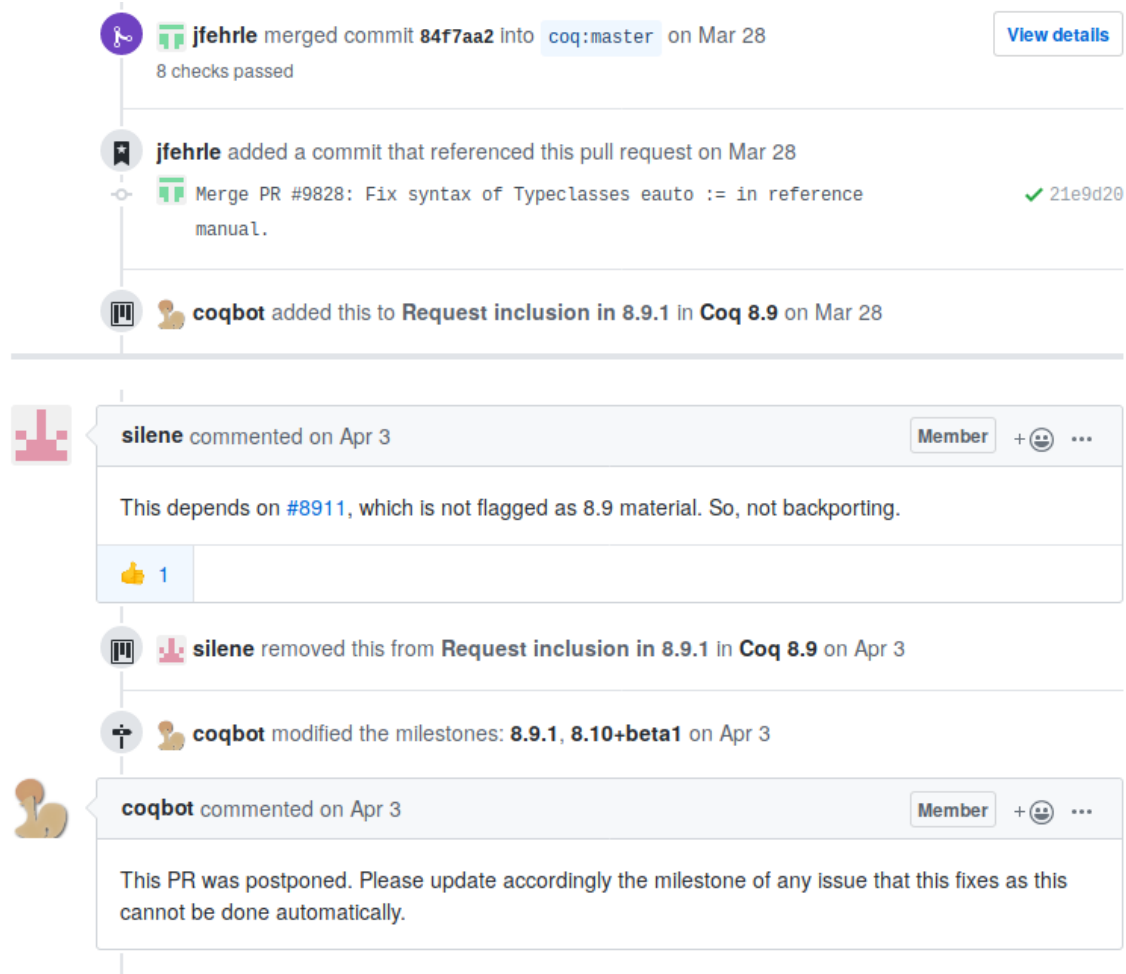 jfehrle merged commit 84f7aa2 into coq:master on Mar 28
View details
8 checks passed
jfehrle added a commit that referenced this pull request on Mar 28
Merge PR #9828: Fix syntax of Typeclasses eauto := in reference
manual.
21e9d20
coqbot added this to Request inclusion in 8.9.1 in Coq 8.9 on Mar 28
silene commented on Apr 3
Member
This depends on #8911, which is not flagged as 8.9 material. So, not backporting.
👍 1
silene removed this from Request inclusion in 8.9.1 in Coq 8.9 on Apr 3
coqbot modified the milestones: 8.9.1, 8.10+beta1 on Apr 3
coqbot commented on Apr 3
Member
This PR was postponed. Please update accordingly the milestone of any issue that this fixes as this
cannot be done automatically.